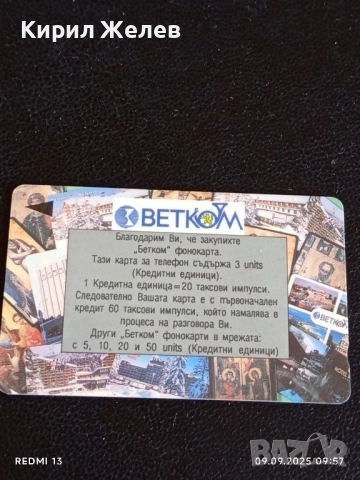 Кирил Желев
ВЕТКОМ
Благодарим Ви, че закупихте
„Бетком" фонокарта.
Тази карта за телефон съдържа 3 units
(Кредитни единици).
1 Кредитна единица=20 таксови импулси.
Следователно Вашата карта е с първоначален
кредит 60 таксови импулси, който намалява в
процеса на разговора Ви.
Други „Бетком" фонокарти в мрежата:
с 5, 10, 20 и 50 units (Кредитни единици)
REDMI 13
09.09.2025 09:57
bazar